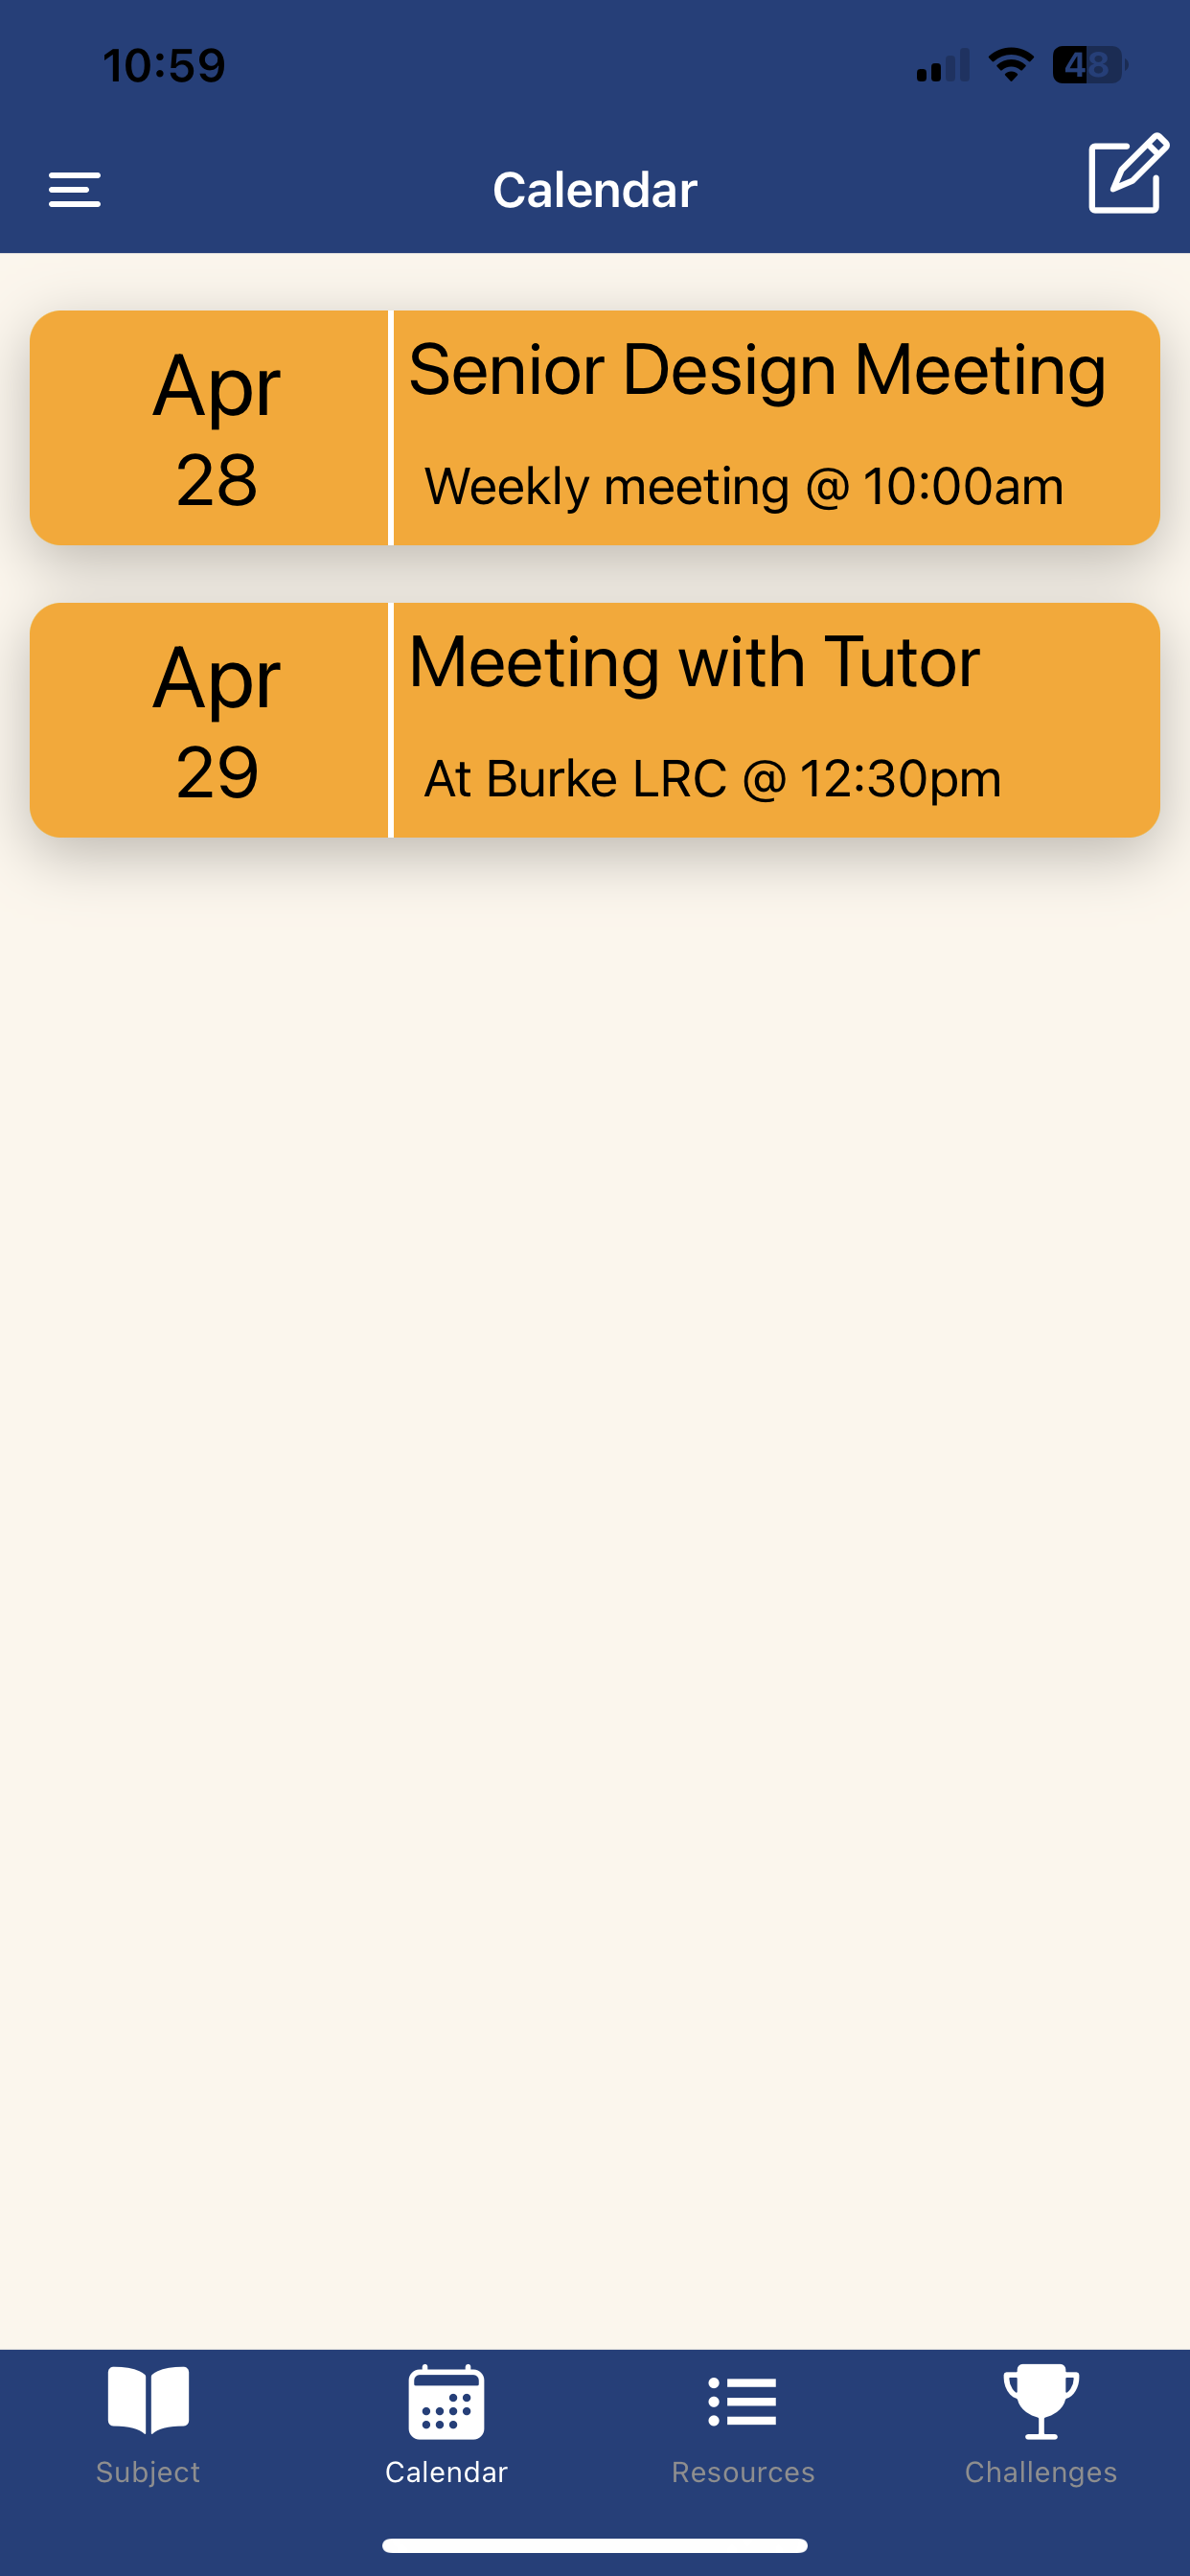 10:59
48
Calendar
Apr
28
Senior Design Meeting
Weekly meeting @ 10:00am
Apr
29
Meeting with Tutor
At Burke LRC @ 12:30pm
Subject
Calendar
Resources
Challenges